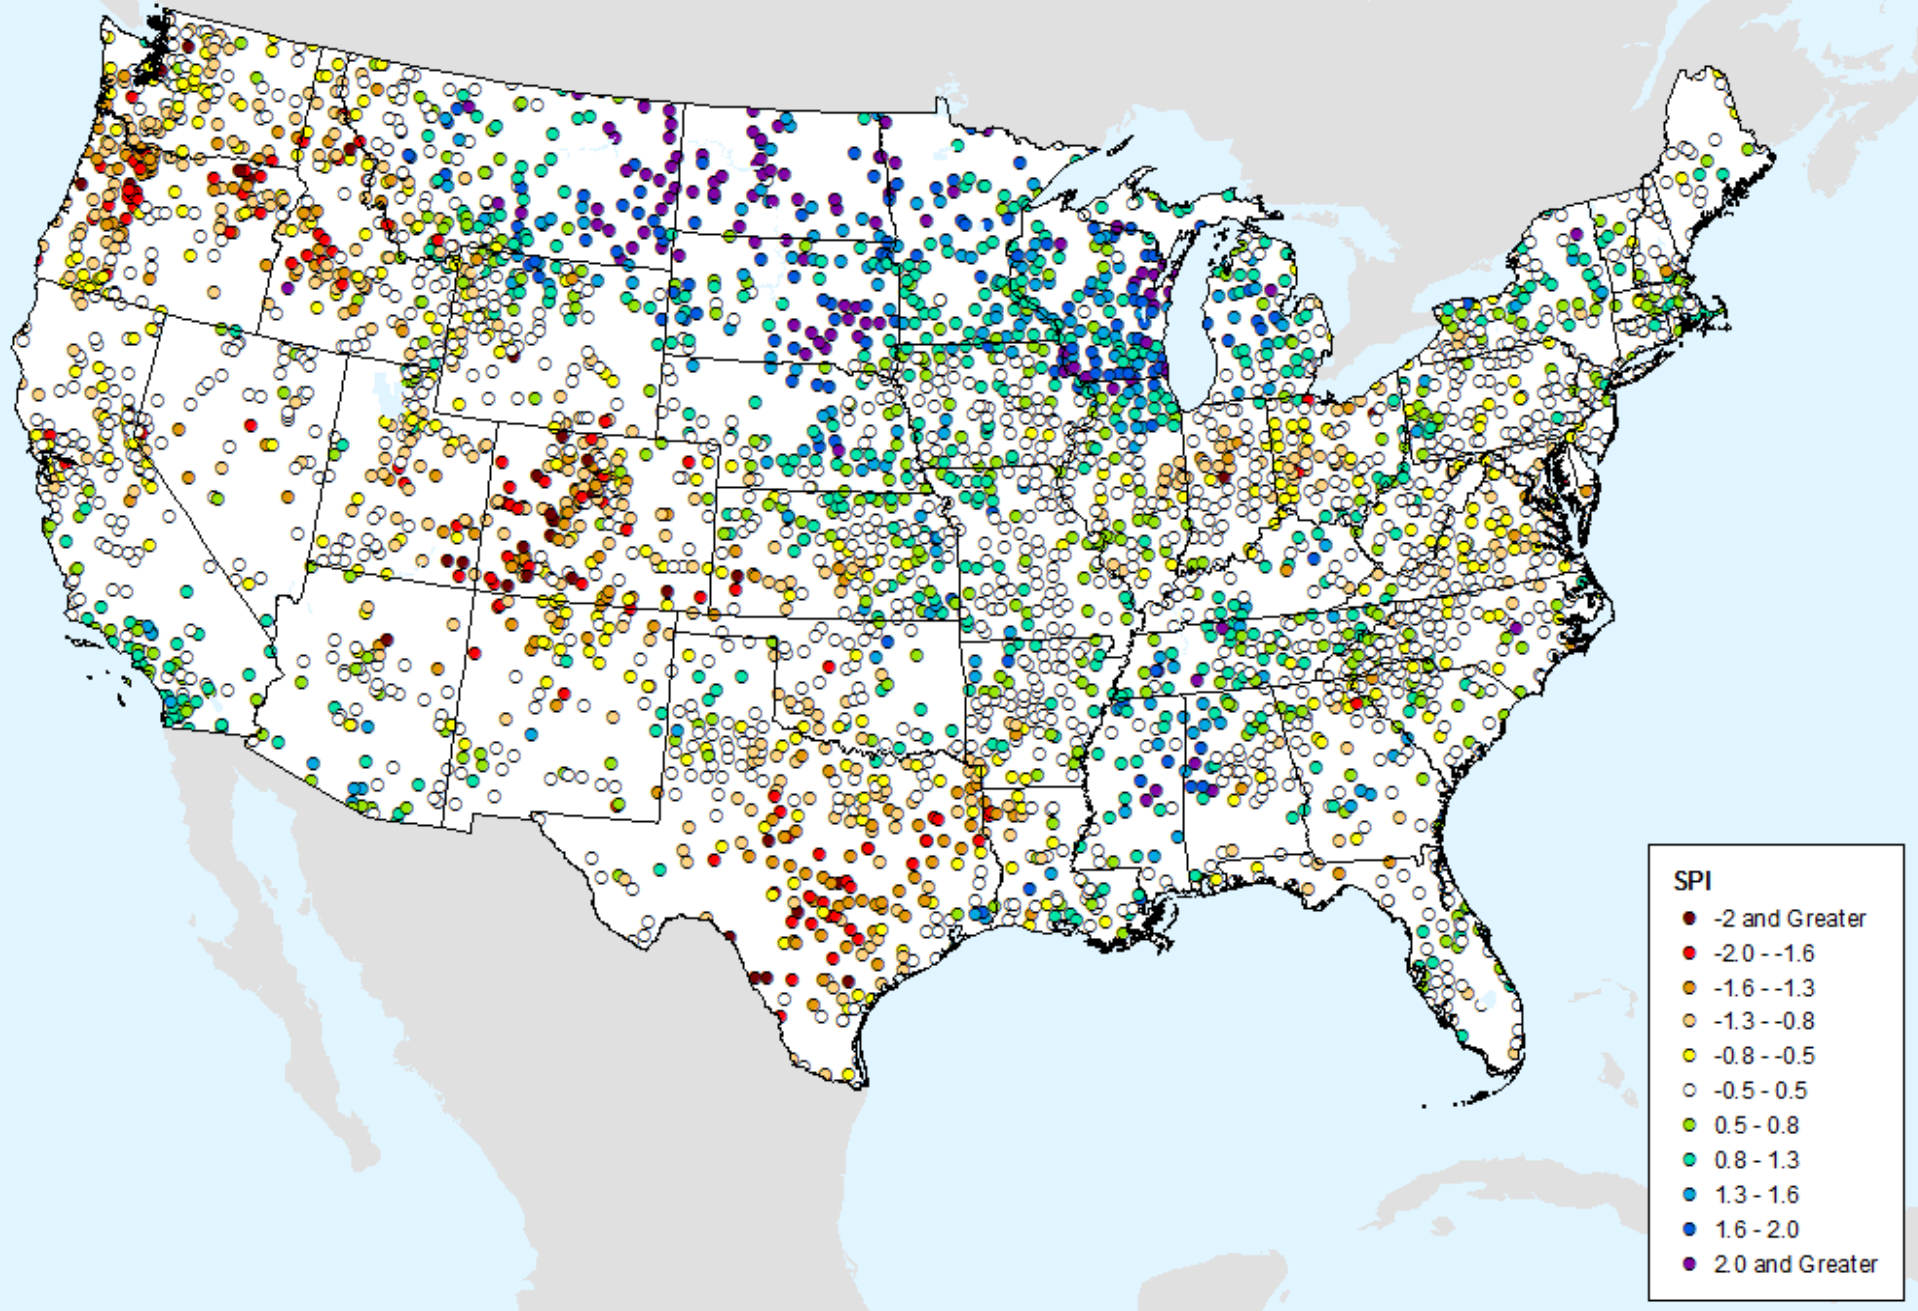 SPI
-2 and Greater
-2.0 - -1.6
-1.6 - -1.3
-1.3 - -0.8
-0.8 - -0.5
-0.5 - 0.5
0.5 - 0.8
0.8 - 1.3
1.3 - 1.6
1.6 - 2.0
2.0 and Greater